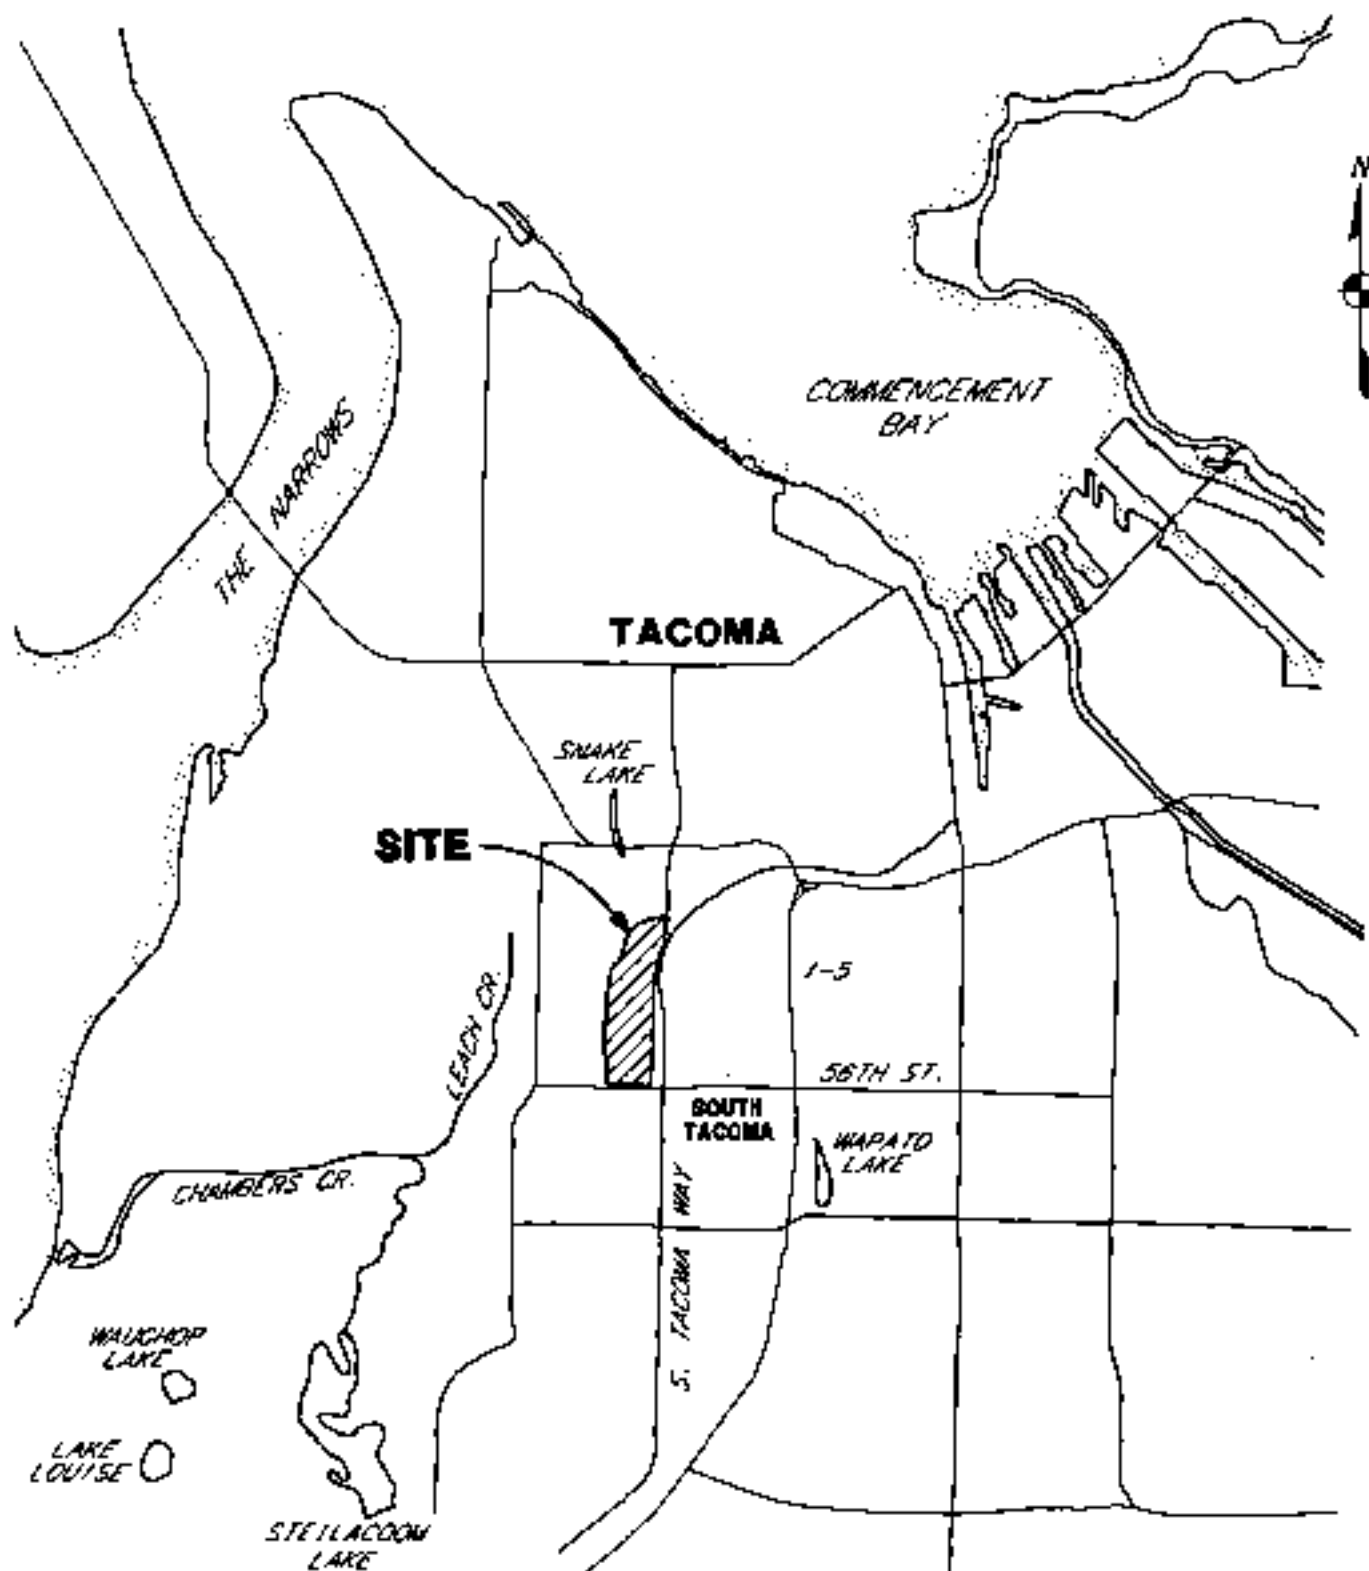 N
COMMENCEMENT
BAY
THE NARROWS
TACOMA
SNAKE
LAKE
SITE
I-5
LEACH CR.
56TH ST.
SOUTH
TACOMA
WAPATO
LAKE
CHAMBERS CR.
S. TACOMA WAY
WAUGHOP
LAKE
LAKE
LOUISE
STEILACOOM
LAKE